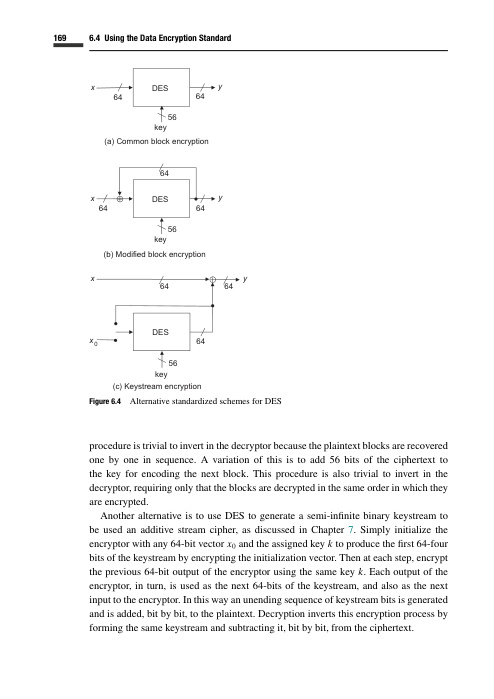 169 6.4 Using the Data Encryption Standard
x 64 DES 64 y
56
key
(a) Common block encryption
64
x 64 DES 64 y
56
key
(b) Modified block encryption
x 64 64 y
x0 DES 64
56
key
(c) Keystream encryption
Figure 6.4 Alternative standardized schemes for DES
procedure is trivial to invert in the decryptor because the plaintext blocks are recovered
one by one in sequence. A variation of this is to add 56 bits of the ciphertext to
the key for encoding the next block. This procedure is also trivial to invert in the
decryptor, requiring only that the blocks are decrypted in the same order in which they
are encrypted.
Another alternative is to use DES to generate a semi-infinite binary keystream to
be used an additive stream cipher, as discussed in Chapter 7. Simply initialize the
encryptor with any 64-bit vector x0 and the assigned key k to produce the first 64-four
bits of the keystream by encrypting the initialization vector. Then at each step, encrypt
the previous 64-bit output of the encryptor using the same key k. Each output of the
encryptor, in turn, is used as the next 64-bits of the keystream, and also as the next
input to the encryptor. In this way an unending sequence of keystream bits is generated
and is added, bit by bit, to the plaintext. Decryption inverts this encryption process by
forming the same keystream and subtracting it, bit by bit, from the ciphertext.